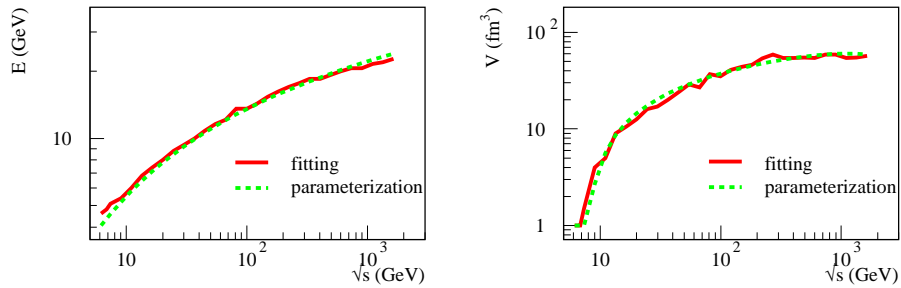 E (GeV)
10
fitting
parameterization
10
10²
10³
√s (GeV)
V (fm³)
10²
10
1
fitting
parameterization
10
10²
10³
√s (GeV)